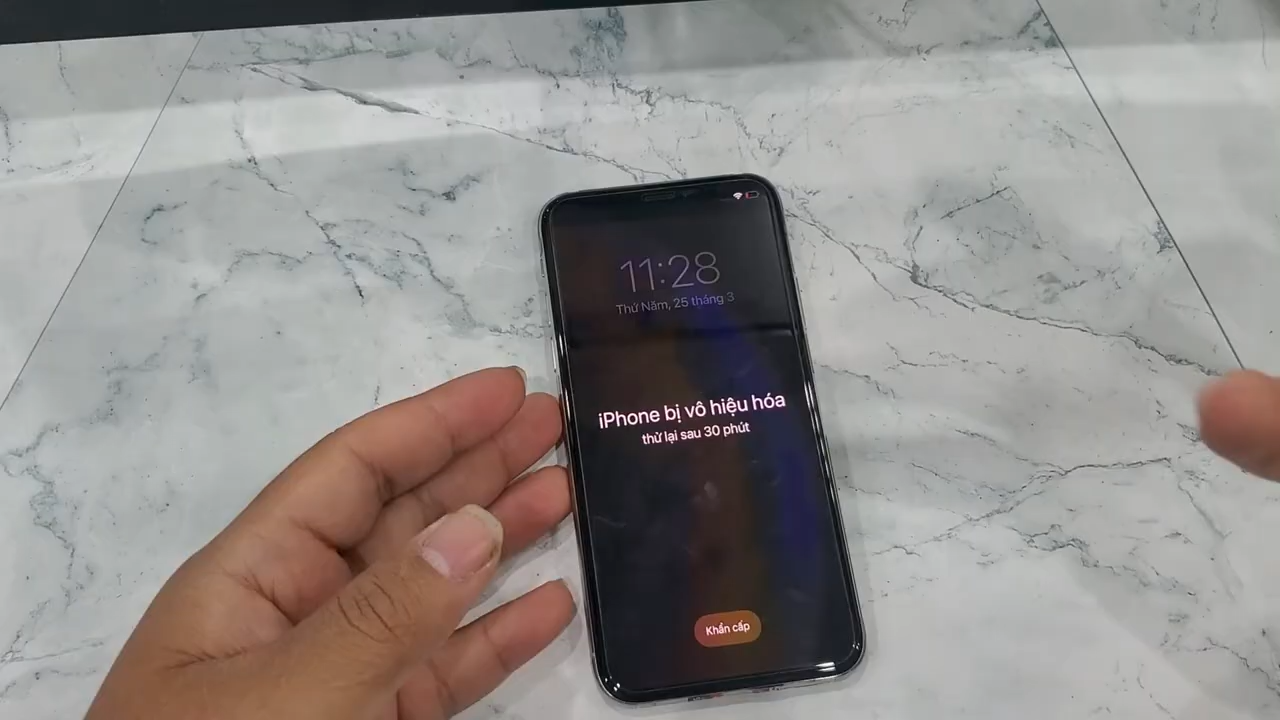 11:28
Thứ Năm, 25 tháng 3
iPhone bị vô hiệu hóa
thử lại sau 30 phút
Khẩn cấp